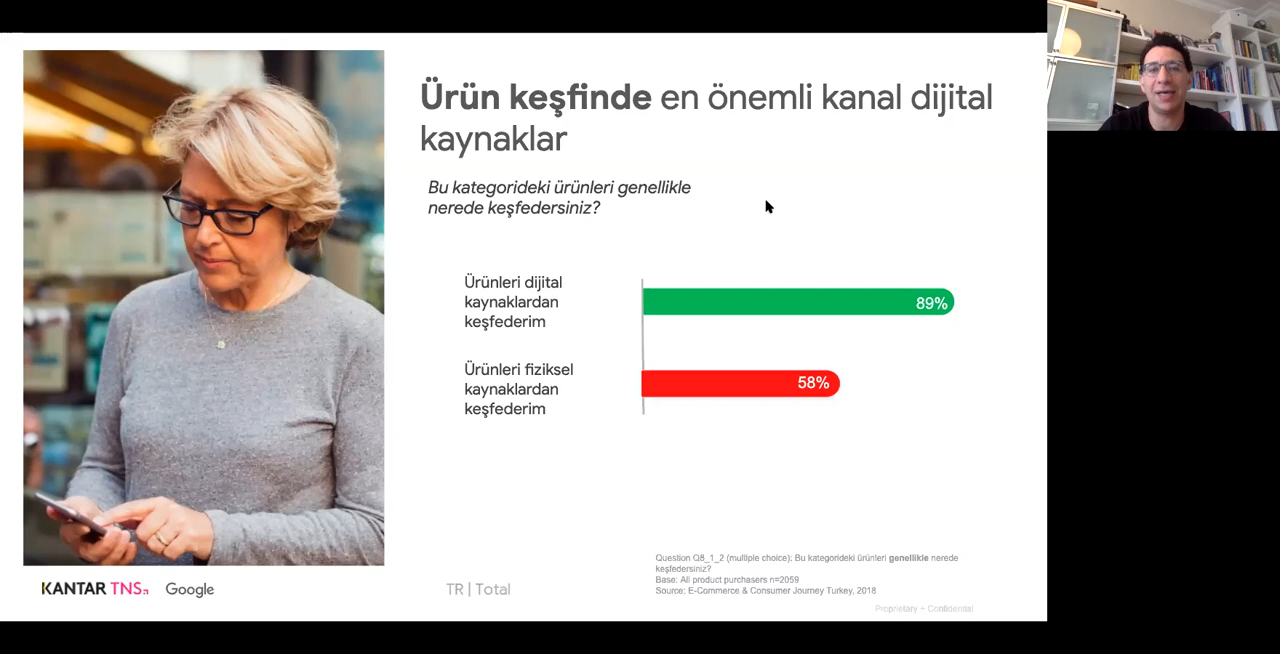 Ürün keşfinde en önemli kanal dijital
kaynaklar
Bu kategorideki ürünleri genellikle
nerede keşfedersiniz?
Ürünleri dijital
kaynaklardan
keşfederim
89%
Ürünleri fiziksel
kaynaklardan
keşfederim
58%
Question Q8_1_2 (multiple choice): Bu kategorideki ürünleri genellikle nerede
keşfedersiniz?
Base: All product purchasers n=2059
Source: E-Commerce & Consumer Journey Turkey, 2018
KANTAR TNS
Google
TR | Total
Proprietary + Confidential